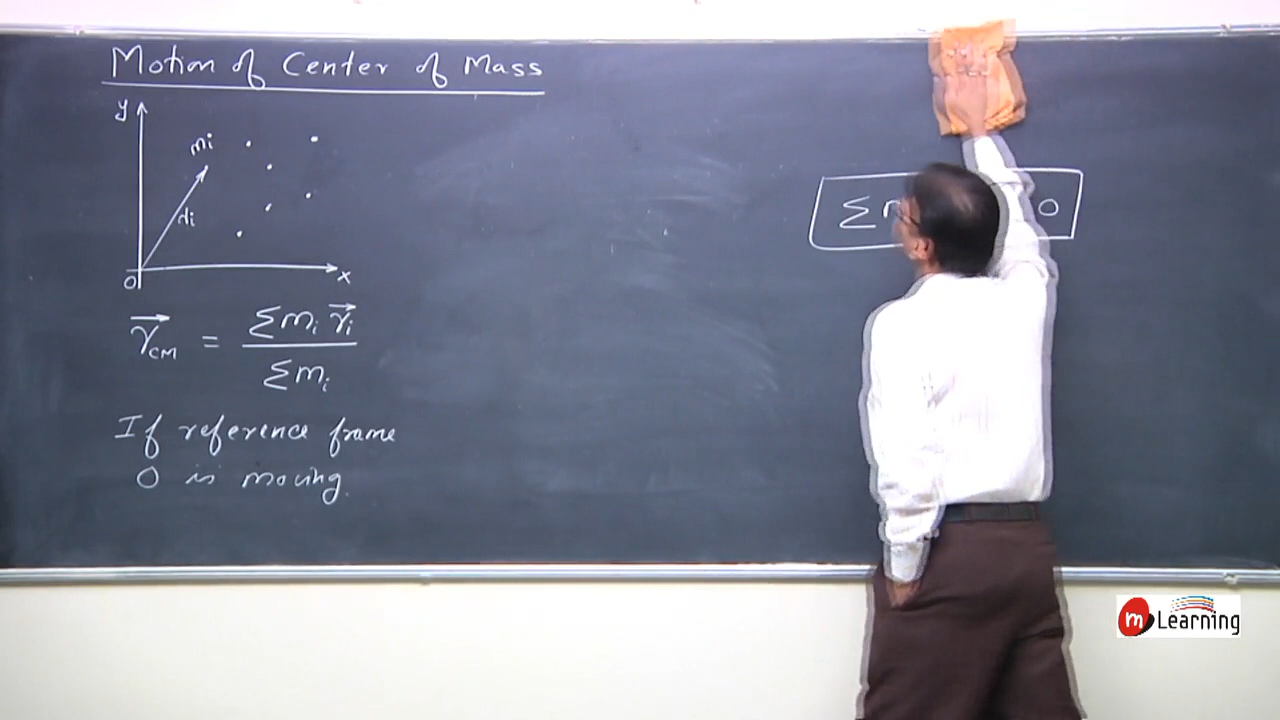 Motion of Center of Mass
y
mi
ri
O
x
r⃗CM = Σmi r⃗i / Σmi
If reference frame
O is moving.
Σ m 0
m Learning